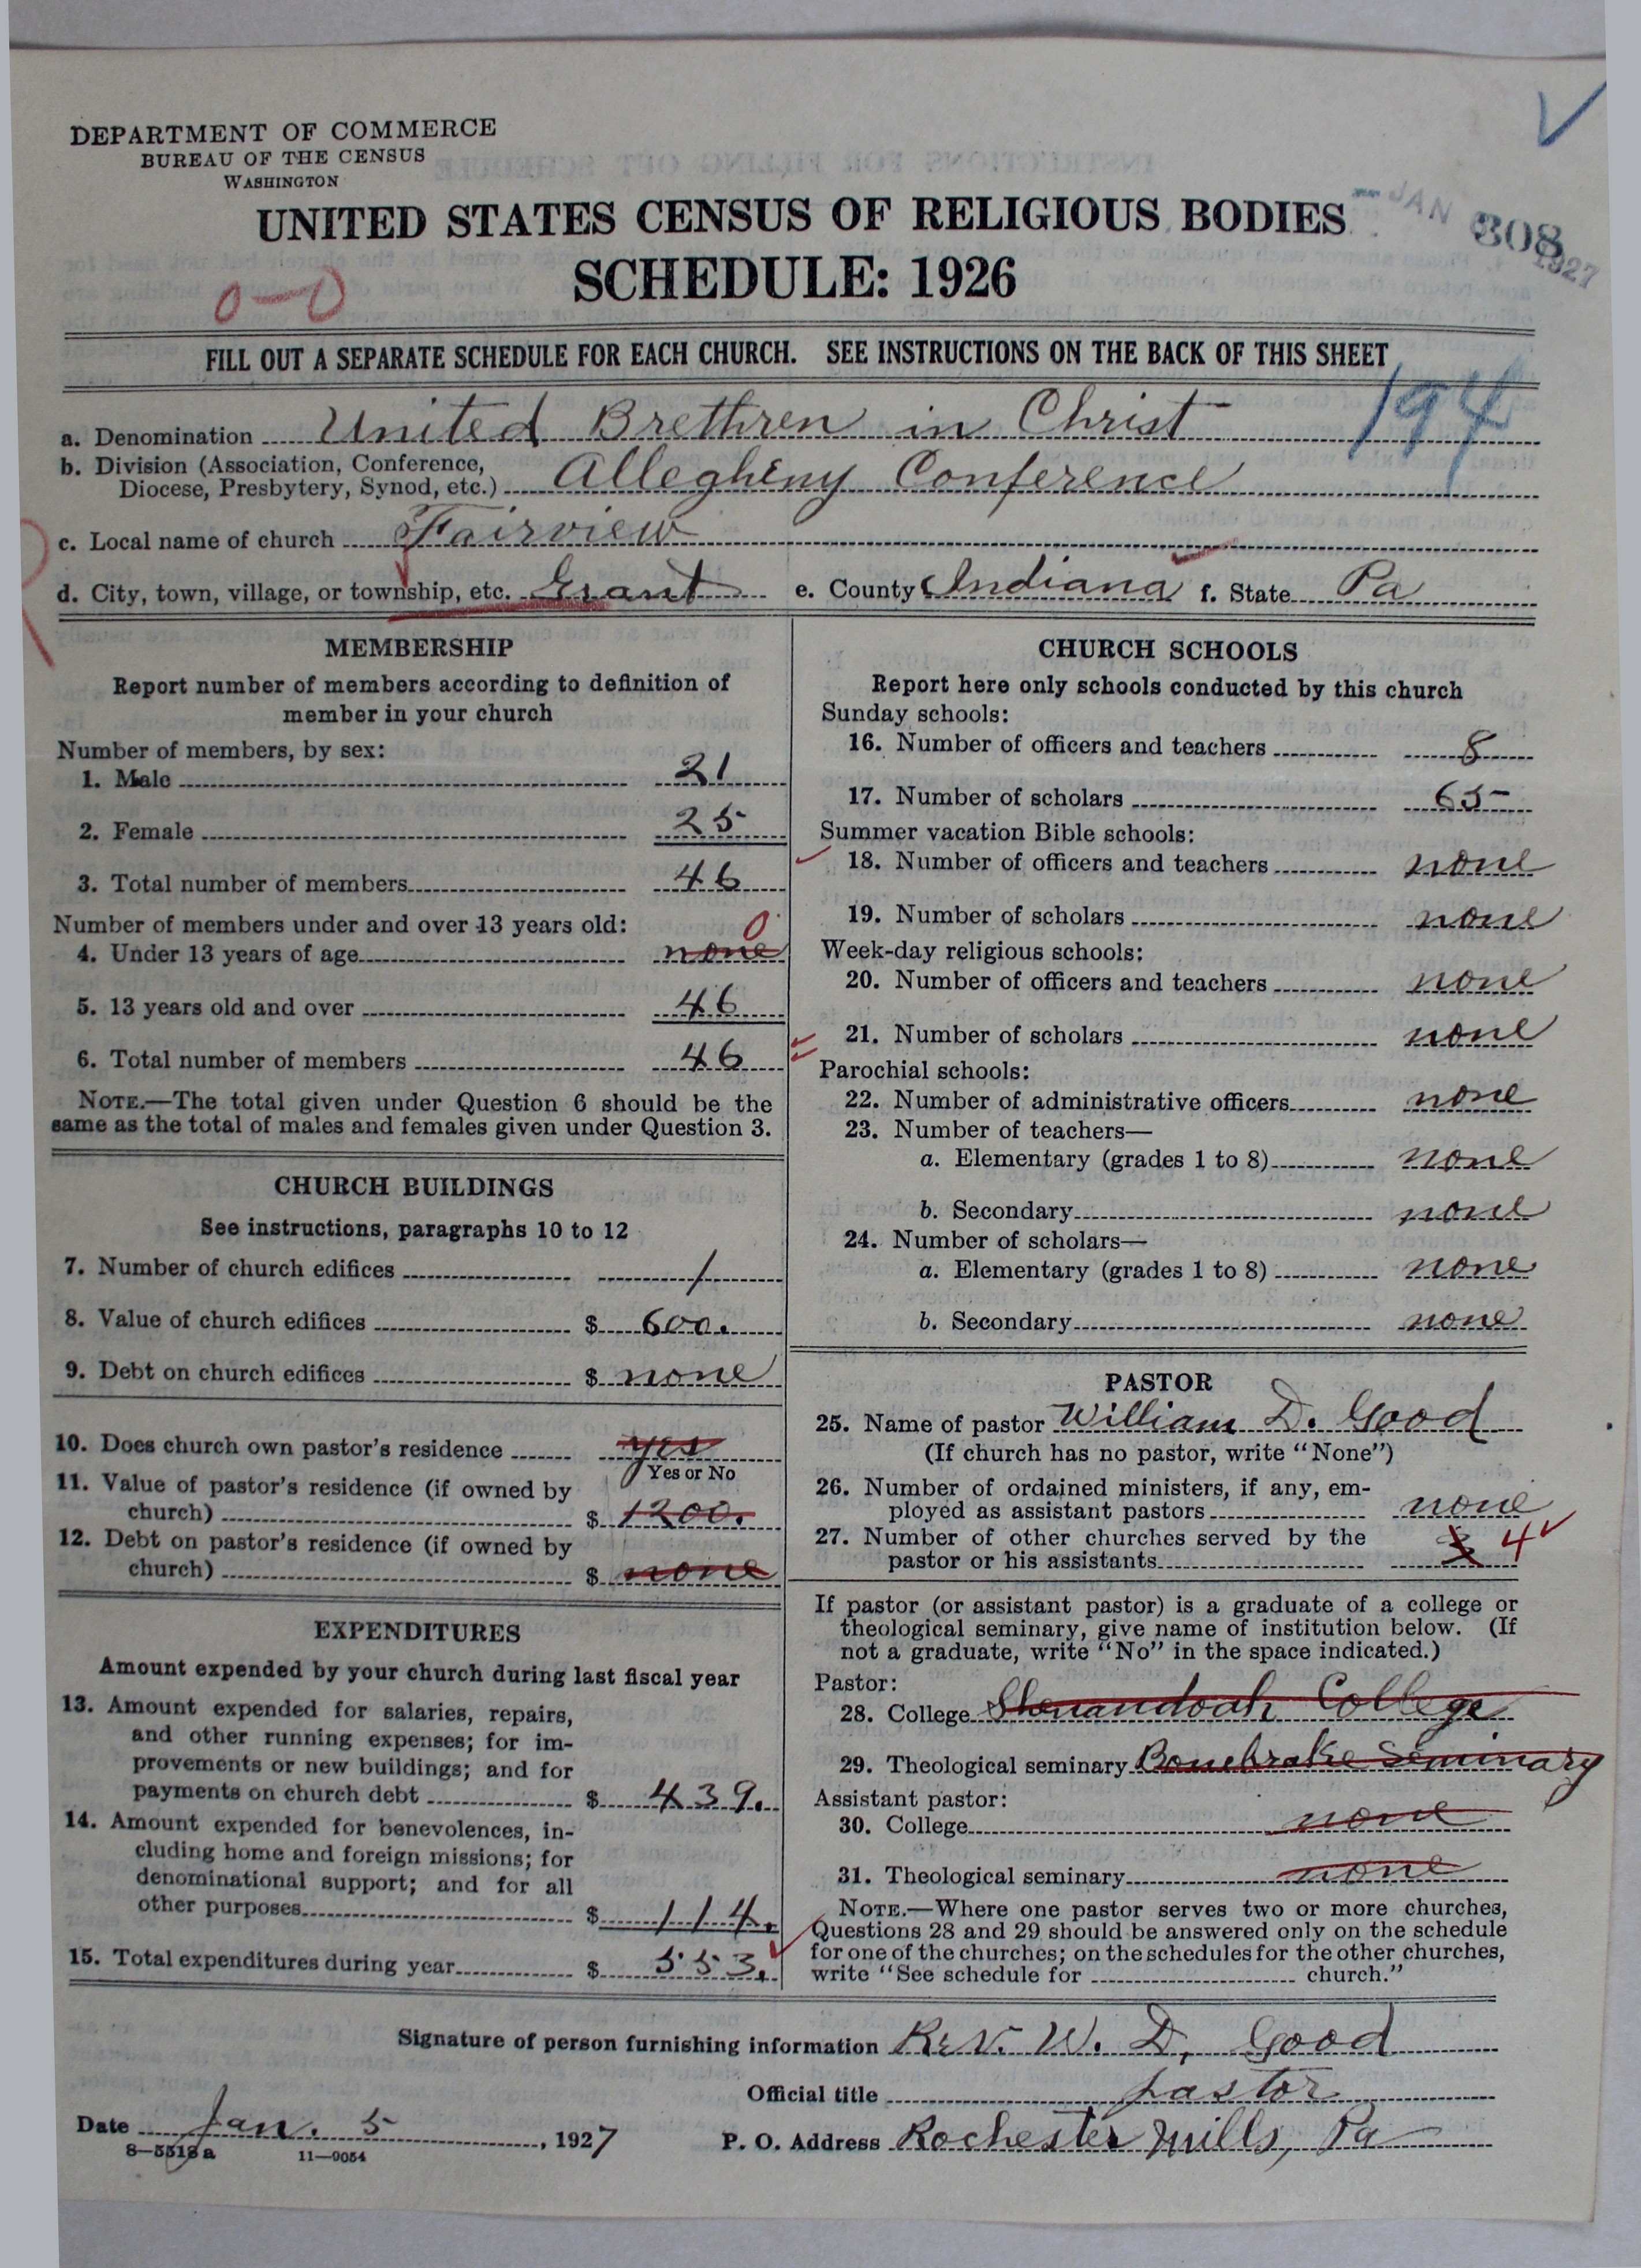 DEPARTMENT OF COMMERCE
BUREAU OF THE CENSUS
WASHINGTON
UNITED STATES CENSUS OF RELIGIOUS BODIES
SCHEDULE: 1926
JAN 1927
308
0-0
FILL OUT A SEPARATE SCHEDULE FOR EACH CHURCH. SEE INSTRUCTIONS ON THE BACK OF THIS SHEET
194
a. Denomination United Brethren in Christ
b. Division (Association, Conference,
Diocese, Presbytery, Synod, etc.) Allegheny Conference
c. Local name of church Fairview
d. City, town, village, or township, etc. Grant e. County Indiana f. State Pa
MEMBERSHIP
Report number of members according to definition of
member in your church
Number of members, by sex:
1. Male 21
2. Female 25
3. Total number of members 46
Number of members under and over 13 years old:
4. Under 13 years of age none 0
5. 13 years old and over 46
6. Total number of members 46
NOTE.—The total given under Question 6 should be the
same as the total of males and females given under Question 3.
CHURCH BUILDINGS
See instructions, paragraphs 10 to 12
7. Number of church edifices 1
8. Value of church edifices $ 600.
9. Debt on church edifices $ none
10. Does church own pastor's residence yes
Yes or No
11. Value of pastor's residence (if owned by
church) $ 1200.
12. Debt on pastor's residence (if owned by
church) $ none
EXPENDITURES
Amount expended by your church during last fiscal year
13. Amount expended for salaries, repairs,
and other running expenses; for im-
provements or new buildings; and for
payments on church debt $ 439.
14. Amount expended for benevolences, in-
cluding home and foreign missions; for
denominational support; and for all
other purposes $ 114.
15. Total expenditures during year $ 553.
CHURCH SCHOOLS
Report here only schools conducted by this church
Sunday schools:
16. Number of officers and teachers 8
17. Number of scholars 65
Summer vacation Bible schools:
18. Number of officers and teachers none
19. Number of scholars none
Week-day religious schools:
20. Number of officers and teachers none
21. Number of scholars none
Parochial schools:
22. Number of administrative officers none
23. Number of teachers—
a. Elementary (grades 1 to 8) none
b. Secondary none
24. Number of scholars—
a. Elementary (grades 1 to 8) none
b. Secondary none
PASTOR
25. Name of pastor William D. Good
(If church has no pastor, write "None")
26. Number of ordained ministers, if any, em-
ployed as assistant pastors none
27. Number of other churches served by the
pastor or his assistants 3 4
If pastor (or assistant pastor) is a graduate of a college or
theological seminary, give name of institution below. (If
not a graduate, write "No" in the space indicated.)
Pastor:
28. College Shenandoah College
29. Theological seminary Bonebrake Seminary
Assistant pastor:
30. College none
31. Theological seminary none
NOTE.—Where one pastor serves two or more churches,
Questions 28 and 29 should be answered only on the schedule
for one of the churches; on the schedules for the other churches,
write "See schedule for church."
Signature of person furnishing information Rev. W. D. Good
Official title pastor
Date Jan. 5, 1927
P. O. Address Rochester Mills, Pa
8—5518a 11—9054